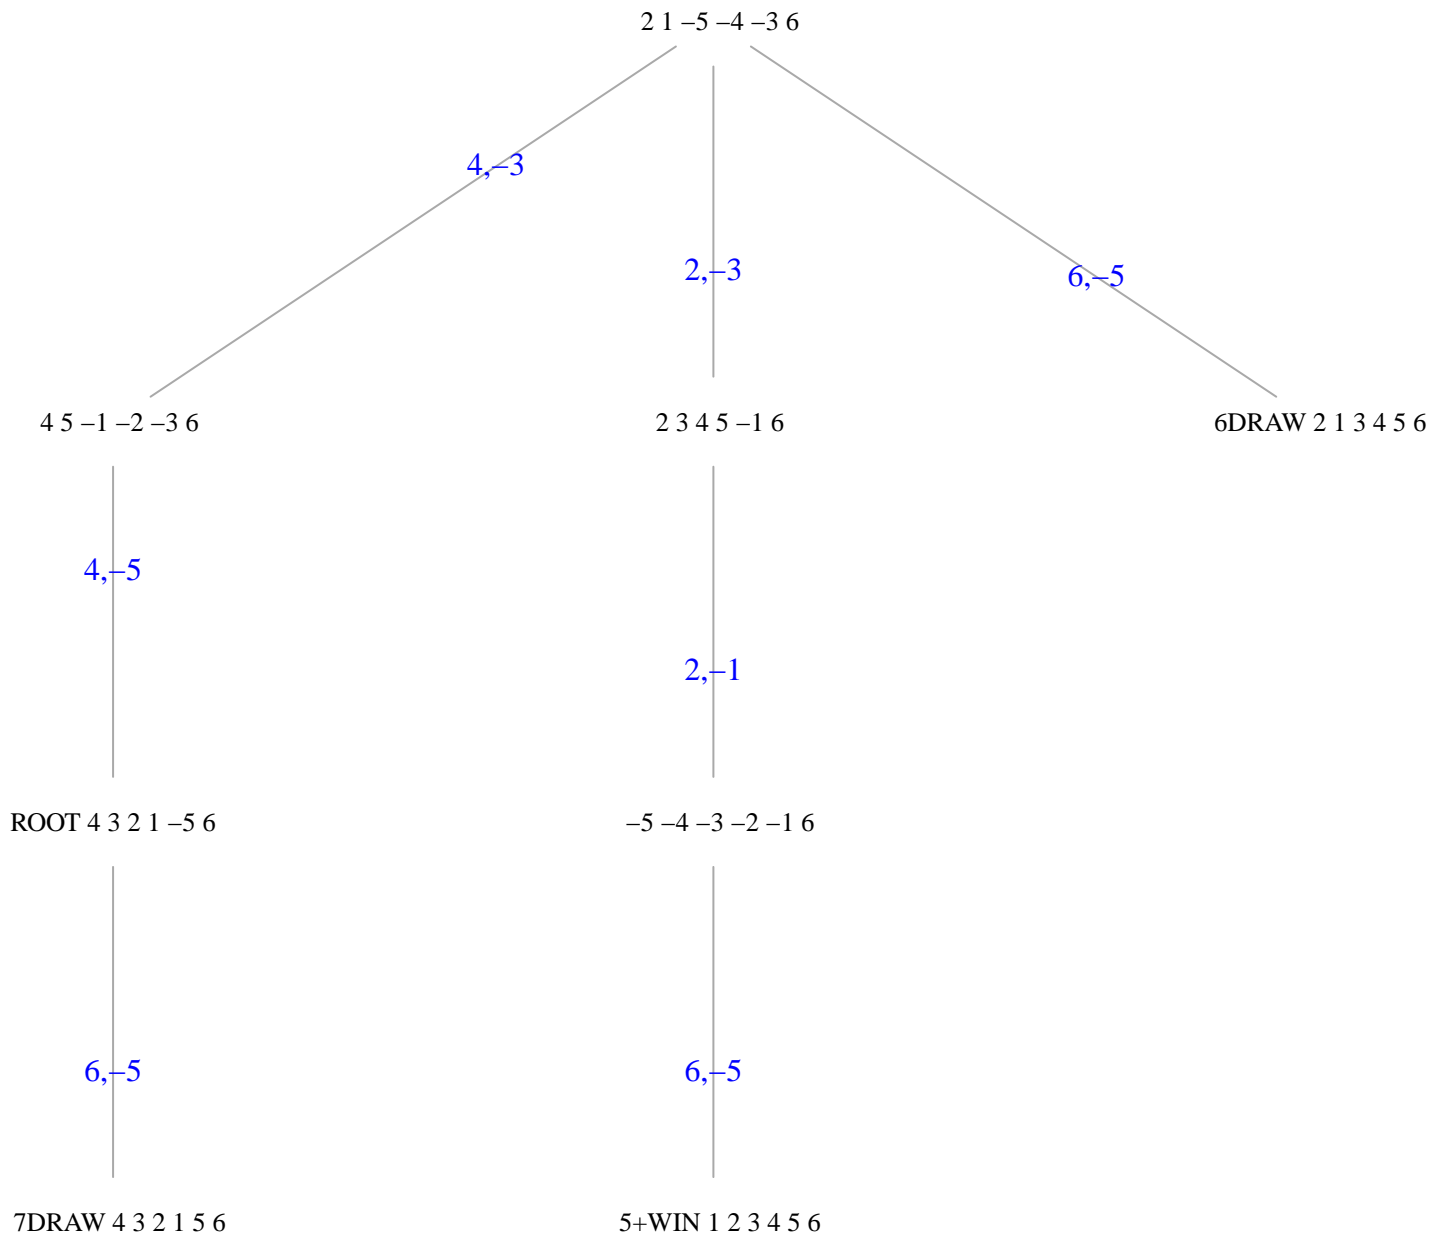 2 1 –5 –4 –3 6
4,–3
2,–3
6,–5
4 5 –1 –2 –3 6
2 3 4 5 –1 6
6DRAW 2 1 3 4 5 6
4,–5
2,–1
ROOT 4 3 2 1 –5 6
–5 –4 –3 –2 –1 6
6,–5
6,–5
7DRAW 4 3 2 1 5 6
5+WIN 1 2 3 4 5 6